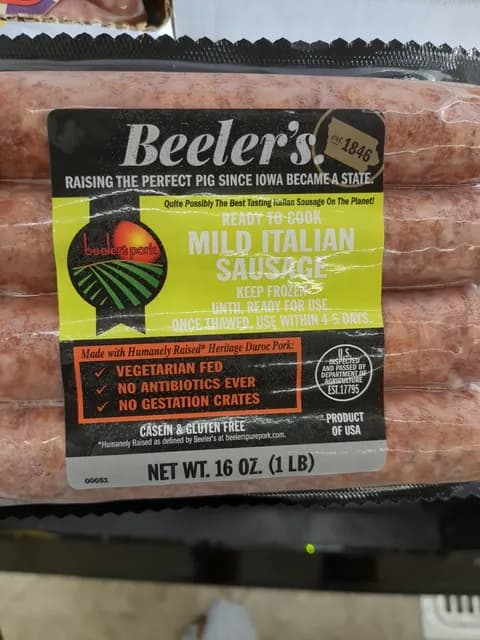 Beeler's.
est. 1846
RAISING THE PERFECT PIG SINCE IOWA BECAME A STATE.
Quite Possibly The Best Tasting Italian Sausage On The Planet!
beeler's pork
READY TO COOK
MILD ITALIAN
SAUSAGE
KEEP FROZEN
UNTIL READY FOR USE
ONCE THAWED, USE WITHIN 4-5 DAYS.
Made with Humanely Raised* Heritage Duroc Pork:
✓ VEGETARIAN FED
✓ NO ANTIBIOTICS EVER
✓ NO GESTATION CRATES
U.S.
INSPECTED
AND PASSED BY
DEPARTMENT OF
AGRICULTURE
EST. 17795
CASEIN & GLUTEN FREE
*Humanely Raised as defined by Beeler's at beelerspurepork.com.
PRODUCT
OF USA
00051
NET WT. 16 OZ. (1 LB)